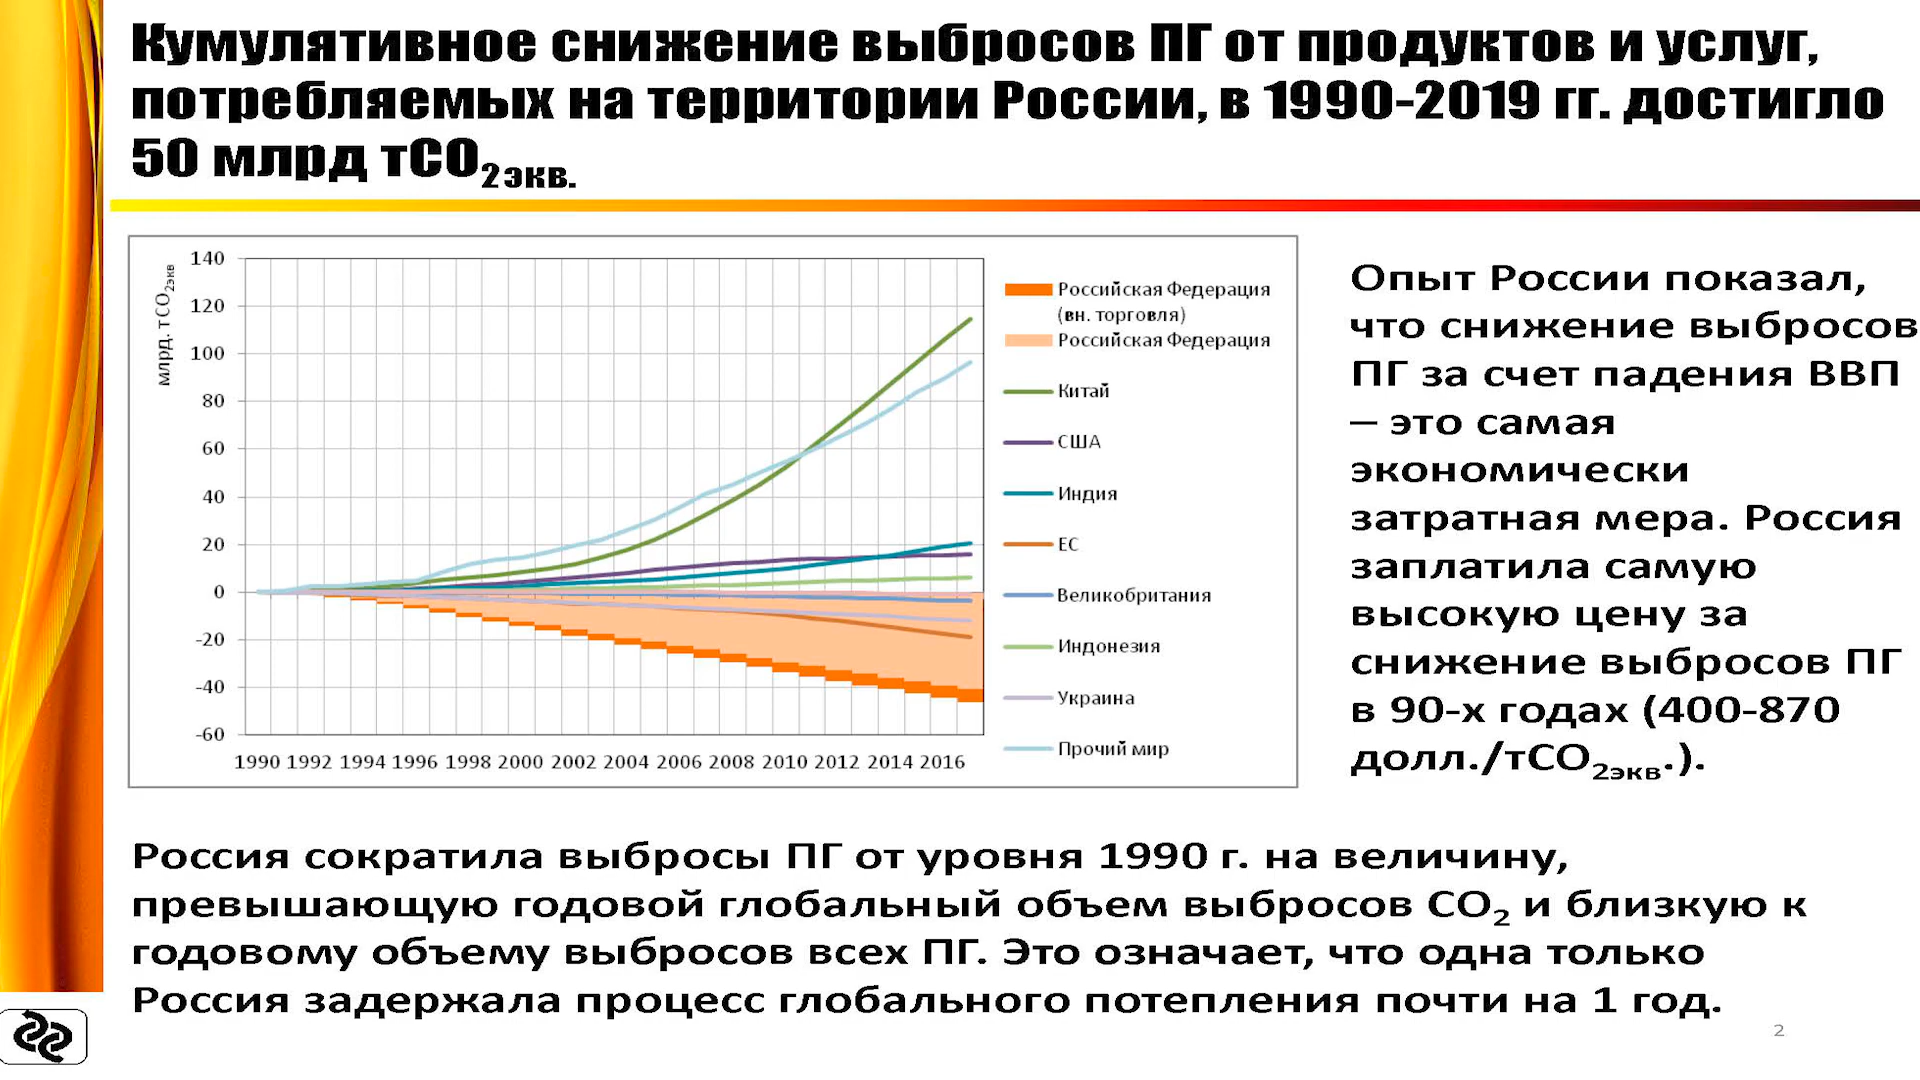 Кумулятивное снижение выбросов ПГ от продуктов и услуг,
потребляемых на территории России, в 1990-2019 гг. достигло
50 млрд тСО2экв.
млрд. т СО2экв
140
120
100
80
60
40
20
0
-20
-40
-60
1990 1992 1994 1996 1998 2000 2002 2004 2006 2008 2010 2012 2014 2016
Российская Федерация
(вн. торговля)
Российская Федерация
Китай
США
Индия
ЕС
Великобритания
Индонезия
Украина
Прочий мир
Опыт России показал,
что снижение выбросов
ПГ за счет падения ВВП
– это самая
экономически
затратная мера. Россия
заплатила самую
высокую цену за
снижение выбросов ПГ
в 90-х годах (400-870
долл./тСО2экв.).
Россия сократила выбросы ПГ от уровня 1990 г. на величину,
превышающую годовой глобальный объем выбросов СО2 и близкую к
годовому объему выбросов всех ПГ. Это означает, что одна только
Россия задержала процесс глобального потепления почти на 1 год.
2